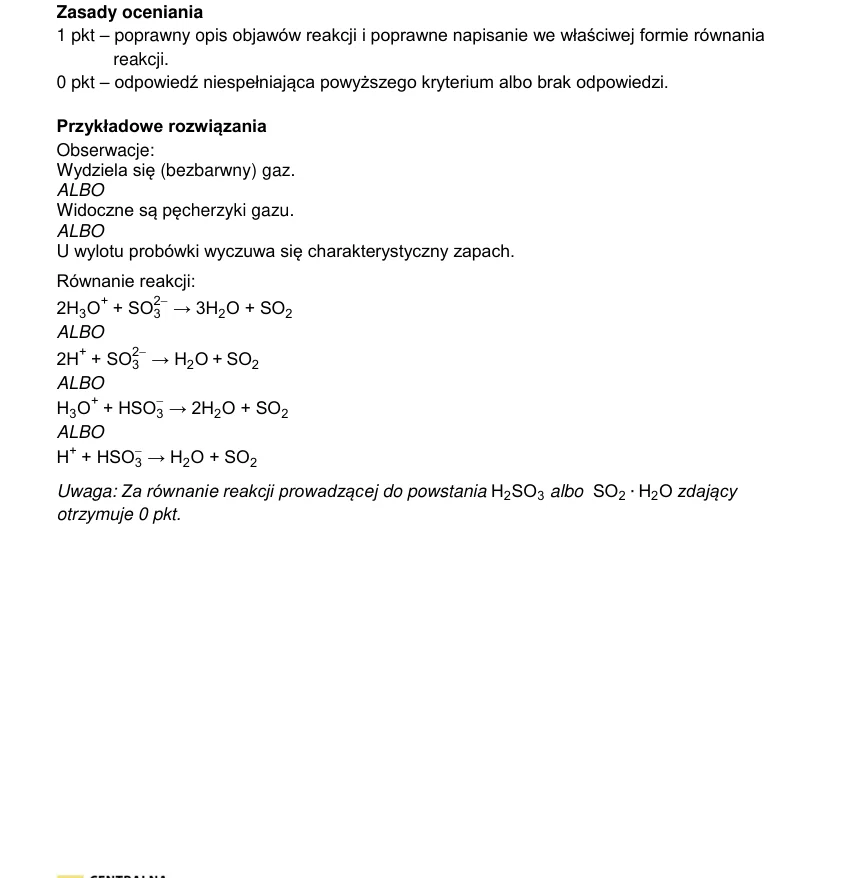 Zasady oceniania
1 pkt – poprawny opis objawów reakcji i poprawne napisanie we właściwej formie równania
reakcji.
0 pkt – odpowiedź niespełniająca powyższego kryterium albo brak odpowiedzi.
Przykładowe rozwiązania
Obserwacje:
Wydziela się (bezbarwny) gaz.
ALBO
Widoczne są pęcherzyki gazu.
ALBO
U wylotu probówki wyczuwa się charakterystyczny zapach.
Równanie reakcji:
2H₃O⁺ + SO₃²⁻ → 3H₂O + SO₂
ALBO
2H⁺ + SO₃²⁻ → H₂O + SO₂
ALBO
H₃O⁺ + HSO₃⁻ → 2H₂O + SO₂
ALBO
H⁺ + HSO₃⁻ → H₂O + SO₂
Uwaga: Za równanie reakcji prowadzącej do powstania H₂SO₃ albo SO₂ · H₂O zdający
otrzymuje 0 pkt.
CENTRALNA